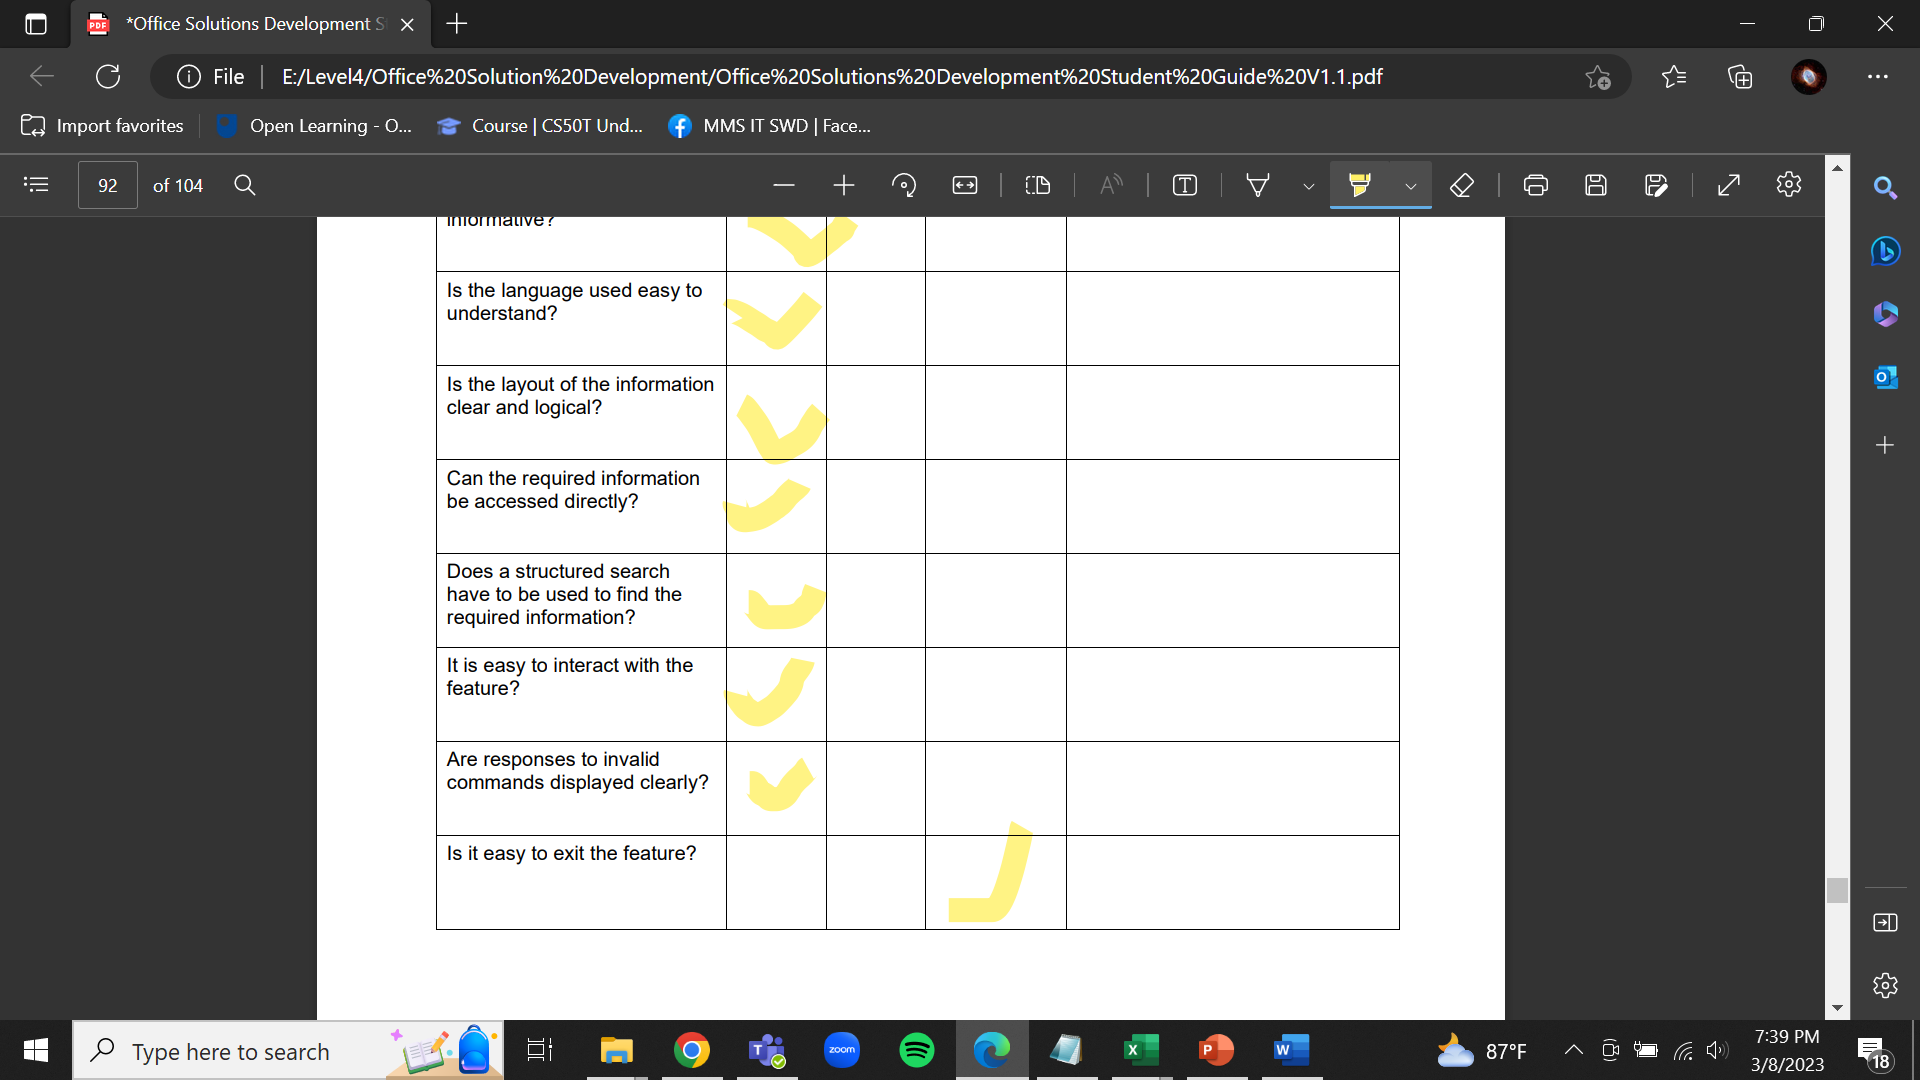 *Office Solutions Development S
File
E:/Level4/Office%20Solution%20Development/Office%20Solutions%20Development%20Student%20Guide%20V1.1.pdf
Import favorites
Open Learning - O...
Course | CS50T Und...
MMS IT SWD | Face...
92 of 104
informative?
Is the language used easy to
understand?
Is the layout of the information
clear and logical?
Can the required information
be accessed directly?
Does a structured search
have to be used to find the
required information?
It is easy to interact with the
feature?
Are responses to invalid
commands displayed clearly?
Is it easy to exit the feature?
Type here to search
zoom
87°F
7:39 PM
3/8/2023
18